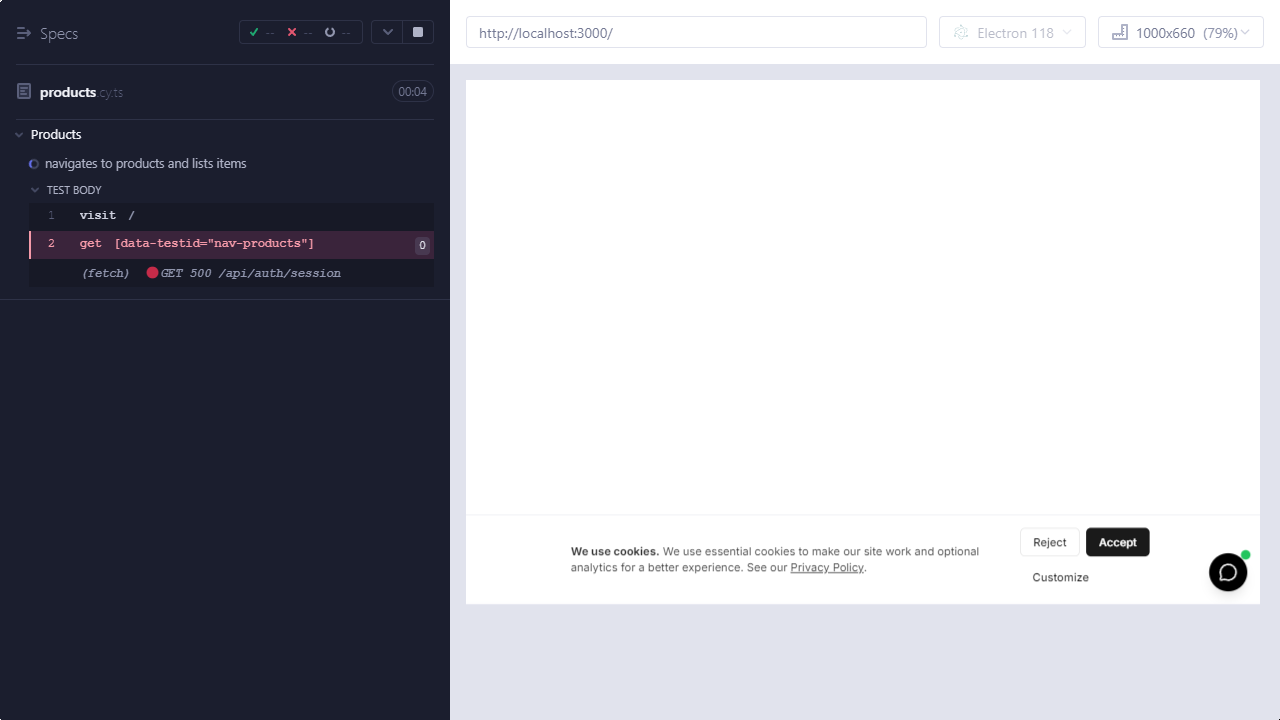 Specs
-- -- --
products.cy.ts
00:04
Products
navigates to products and lists items
TEST BODY
1 visit /
2 get [data-testid="nav-products"] 0
(fetch) GET 500 /api/auth/session
http://localhost:3000/
Electron 118
1000x660 (79%)
We use cookies. We use essential cookies to make our site work and optional
analytics for a better experience. See our Privacy Policy.
Reject
Accept
Customize